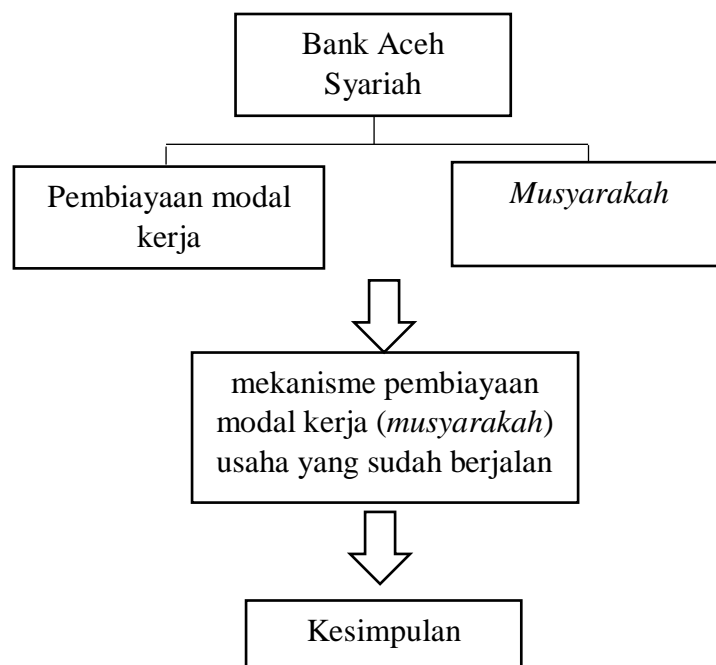 Bank Aceh
Syariah
Pembiayaan modal
kerja
Musyarakah
mekanisme pembiayaan
modal kerja (musyarakah)
usaha yang sudah berjalan
Kesimpulan